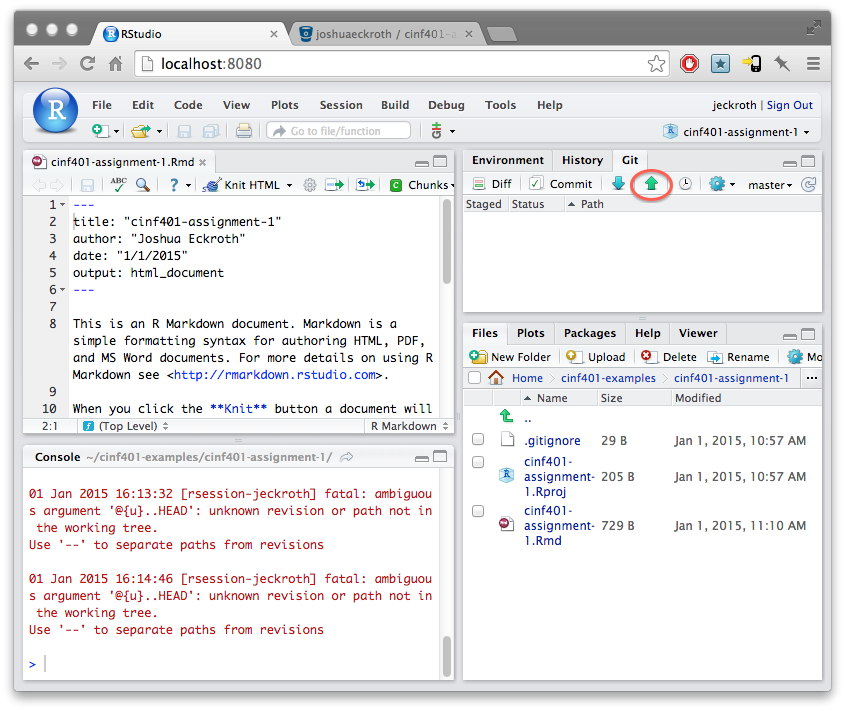 RStudio
joshuaeckroth / cinf401-a
localhost:8080
R
File Edit Code View Plots Session Build Debug Tools Help
jeckroth | Sign Out
Go to file/function
cinf401-assignment-1
cinf401-assignment-1.Rmd
ABC
?
Knit HTML
C Chunks
1 ---
2 title: "cinf401-assignment-1"
3 author: "Joshua Eckroth"
4 date: "1/1/2015"
5 output: html_document
6 ---
7
8 This is an R Markdown document. Markdown is a
simple formatting syntax for authoring HTML, PDF,
and MS Word documents. For more details on using R
Markdown see <http://rmarkdown.rstudio.com>.
9
10 When you click the **Knit** button a document will
2:1 (Top Level)
R Markdown
Console ~/cinf401-examples/cinf401-assignment-1/
01 Jan 2015 16:13:32 [rsession-jeckroth] fatal: ambiguou
s argument '@{u}..HEAD': unknown revision or path not in
the working tree.
Use '--' to separate paths from revisions
01 Jan 2015 16:14:46 [rsession-jeckroth] fatal: ambiguou
s argument '@{u}..HEAD': unknown revision or path not in
the working tree.
Use '--' to separate paths from revisions
>
Environment History Git
Diff Commit master
Staged Status Path
Files Plots Packages Help Viewer
New Folder Upload Delete Rename Mo
Home cinf401-examples cinf401-assignment-1 ...
Name Size Modified
..
.gitignore 29 B Jan 1, 2015, 10:57 AM
cinf401-
assignment- 205 B Jan 1, 2015, 10:57 AM
1.Rproj
cinf401-
assignment- 729 B Jan 1, 2015, 11:10 AM
1.Rmd